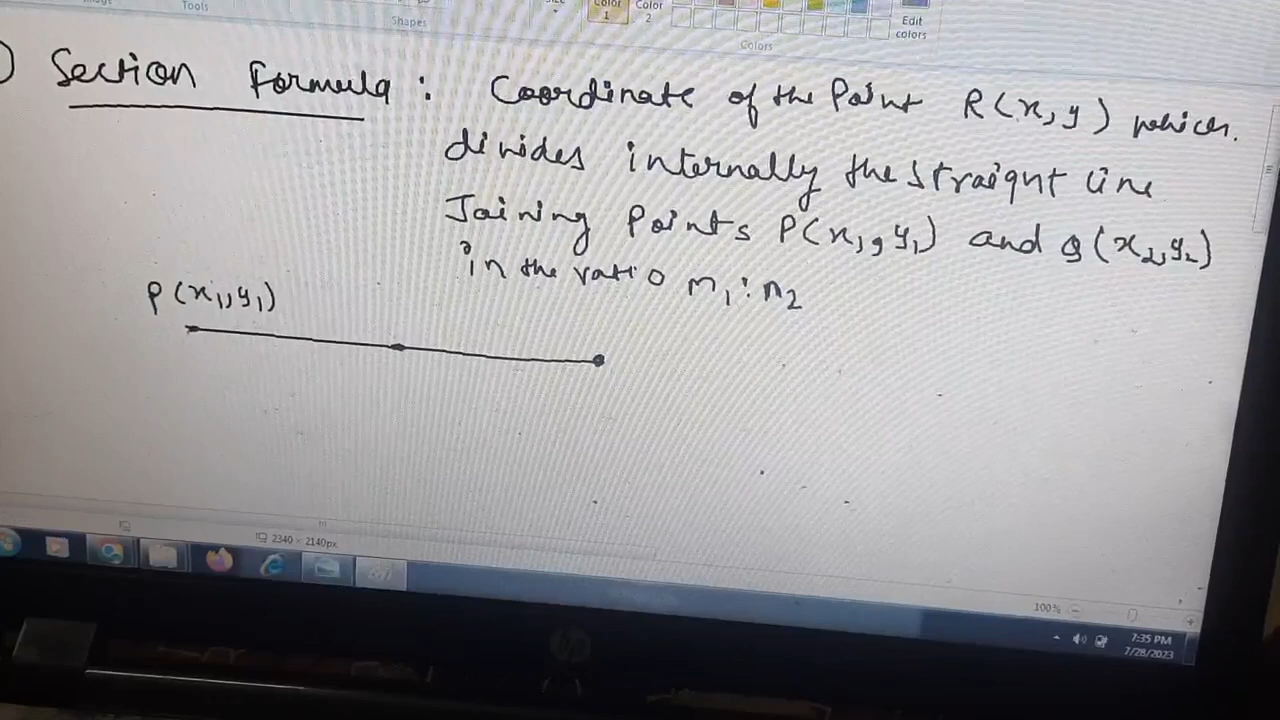 Tools
Shapes
Color 1
Color 2
Colors
Edit colors
Section Formula : Coordinate of the Point R(x,y) which
divides internally the straight line
Joining Points P(x₁,y₁) and Q(x₂,y₂)
in the ratio m₁:m₂
P(x₁,y₁)
2340 × 2140px
100%
7:35 PM
7/28/2023
hp